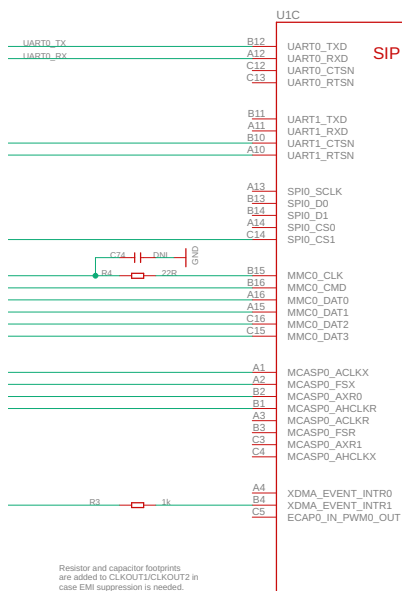 U1C
SIP
UART0_TX B12 UART0_TXD
UART0_RX A12 UART0_RXD
C12 UART0_CTSN
C13 UART0_RTSN
B11 UART1_TXD
A11 UART1_RXD
B10 UART1_CTSN
A10 UART1_RTSN
A13 SPI0_SCLK
B13 SPI0_D0
B14 SPI0_D1
A14 SPI0_CS0
C14 SPI0_CS1
C74 DNI GND
R4 22R B15 MMC0_CLK
B16 MMC0_CMD
A16 MMC0_DAT0
A15 MMC0_DAT1
C16 MMC0_DAT2
C15 MMC0_DAT3
A1 MCASP0_ACLKX
A2 MCASP0_FSX
B2 MCASP0_AXR0
B1 MCASP0_AHCLKR
A3 MCASP0_ACLKR
B3 MCASP0_FSR
C3 MCASP0_AXR1
C4 MCASP0_AHCLKX
A4 XDMA_EVENT_INTR0
R3 1k B4 XDMA_EVENT_INTR1
C5 ECAP0_IN_PWM0_OUT
Resistor and capacitor footprints
are added to CLKOUT1/CLKOUT2 in
case EMI suppression is needed.